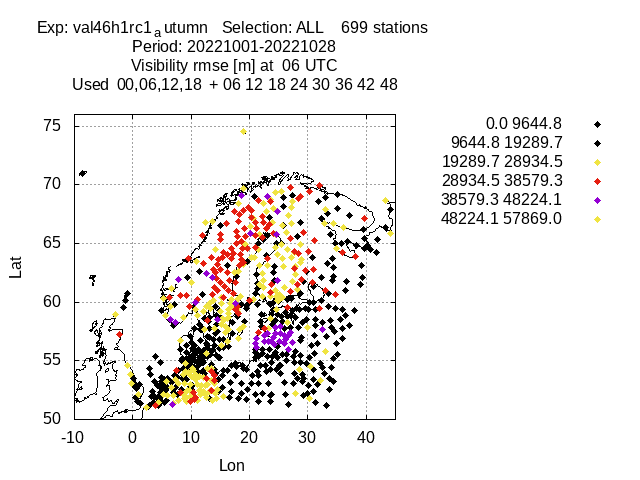 Exp: val46h1rc1ₐutumn Selection: ALL 699 stations
Period: 20221001-20221028
Visibility rmse [m] at 06 UTC
Used 00,06,12,18 + 06 12 18 24 30 36 42 48
0.0 9644.8
9644.8 19289.7
19289.7 28934.5
28934.5 38579.3
38579.3 48224.1
48224.1 57869.0
75
70
65
60
55
50
Lat
-10 0 10 20 30 40
Lon